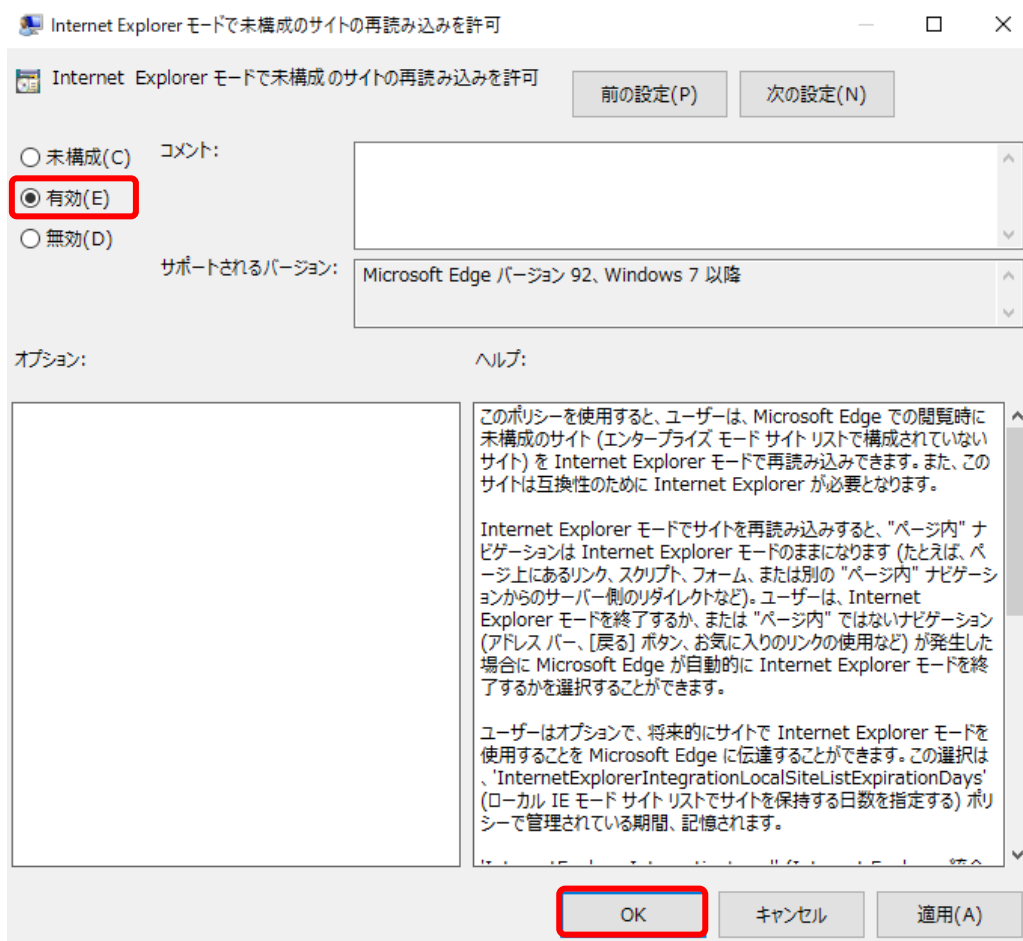 Internet Explorer モードで未構成のサイトの再読み込みを許可
Internet Explorer モードで未構成のサイトの再読み込みを許可
前の設定(P)
次の設定(N)
未構成(C)
コメント:
有効(E)
無効(D)
サポートされるバージョン:
Microsoft Edge バージョン 92、Windows 7 以降
オプション:
ヘルプ:
このポリシーを使用すると、ユーザーは、Microsoft Edge での閲覧時に
未構成のサイト (エンタープライズ モード サイト リストで構成されていない
サイト) を Internet Explorer モードで再読み込みできます。また、この
サイトは互換性のために Internet Explorer が必要となります。
Internet Explorer モードでサイトを再読み込みすると、"ページ内" ナ
ビゲーションは Internet Explorer モードのままになります (たとえば、ペ
ージ上にあるリンク、スクリプト、フォーム、または別の "ページ内" ナビゲーシ
ョンからのサーバー側のリダイレクトなど)。ユーザーは、Internet
Explorer モードを終了するか、または "ページ内" ではないナビゲーション
(アドレス バー、[戻る] ボタン、お気に入りのリンクの使用など) が発生した
場合に Microsoft Edge が自動的に Internet Explorer モードを終
了するかを選択することができます。
ユーザーはオプションで、将来的にサイトで Internet Explorer モードを
使用することを Microsoft Edge に伝達することができます。この選択は
、'InternetExplorerIntegrationLocalSiteListExpirationDays'
(ローカル IE モード サイト リストでサイトを保持する日数を指定する) ポリ
シーで管理されている期間、記憶されます。
OK
キャンセル
適用(A)